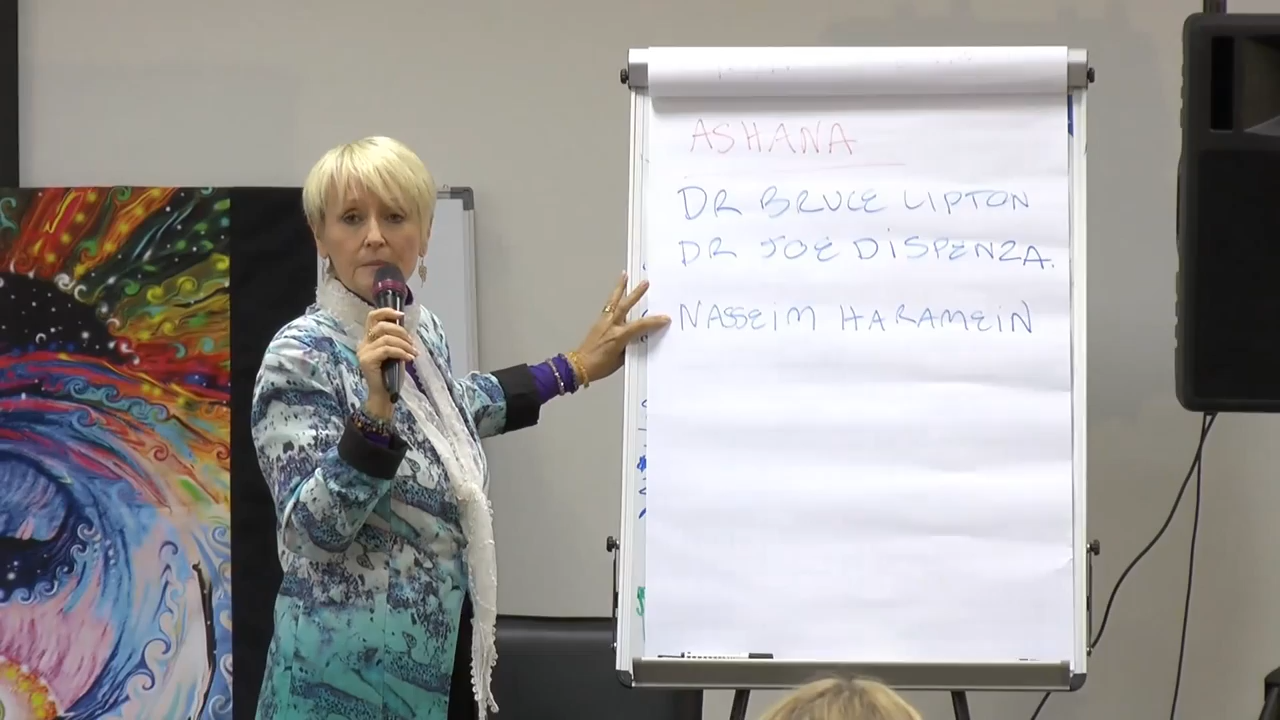 ASHANA
DR BRUCE LIPTON
DR JOE DISPENZA.
NASSEIM HARAMEIN